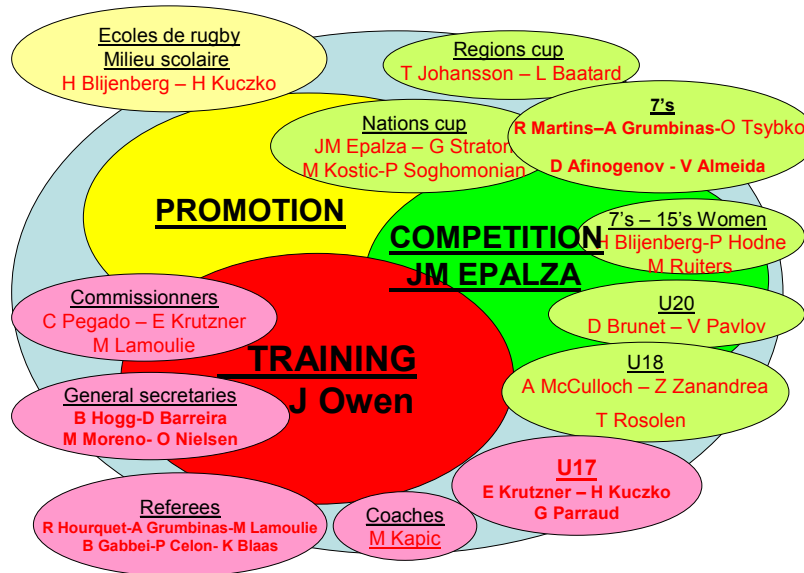 Ecoles de rugby
Milieu scolaire
H Blijenberg – H Kuczko
Regions cup
T Johansson – L Baatard
7's
R Martins–A Grumbinas-O Tsybko
D Afinogenov - V Almeida
Nations cup
JM Epalza – G Straton
M Kostic-P Soghomonian
PROMOTION
COMPETITION
JM EPALZA
7's – 15's Women
H Blijenberg-P Hodne
M Ruiters
Commissionners
C Pegado – E Krutzner
M Lamoulie
U20
D Brunet – V Pavlov
TRAINING
J Owen
U18
A McCulloch – Z Zanandrea
T Rosolen
General secretaries
B Hogg-D Barreira
M Moreno- O Nielsen
U17
E Krutzner – H Kuczko
G Parraud
Referees
R Hourquet-A Grumbinas-M Lamoulie
B Gabbei-P Celon- K Blaas
Coaches
M Kapic